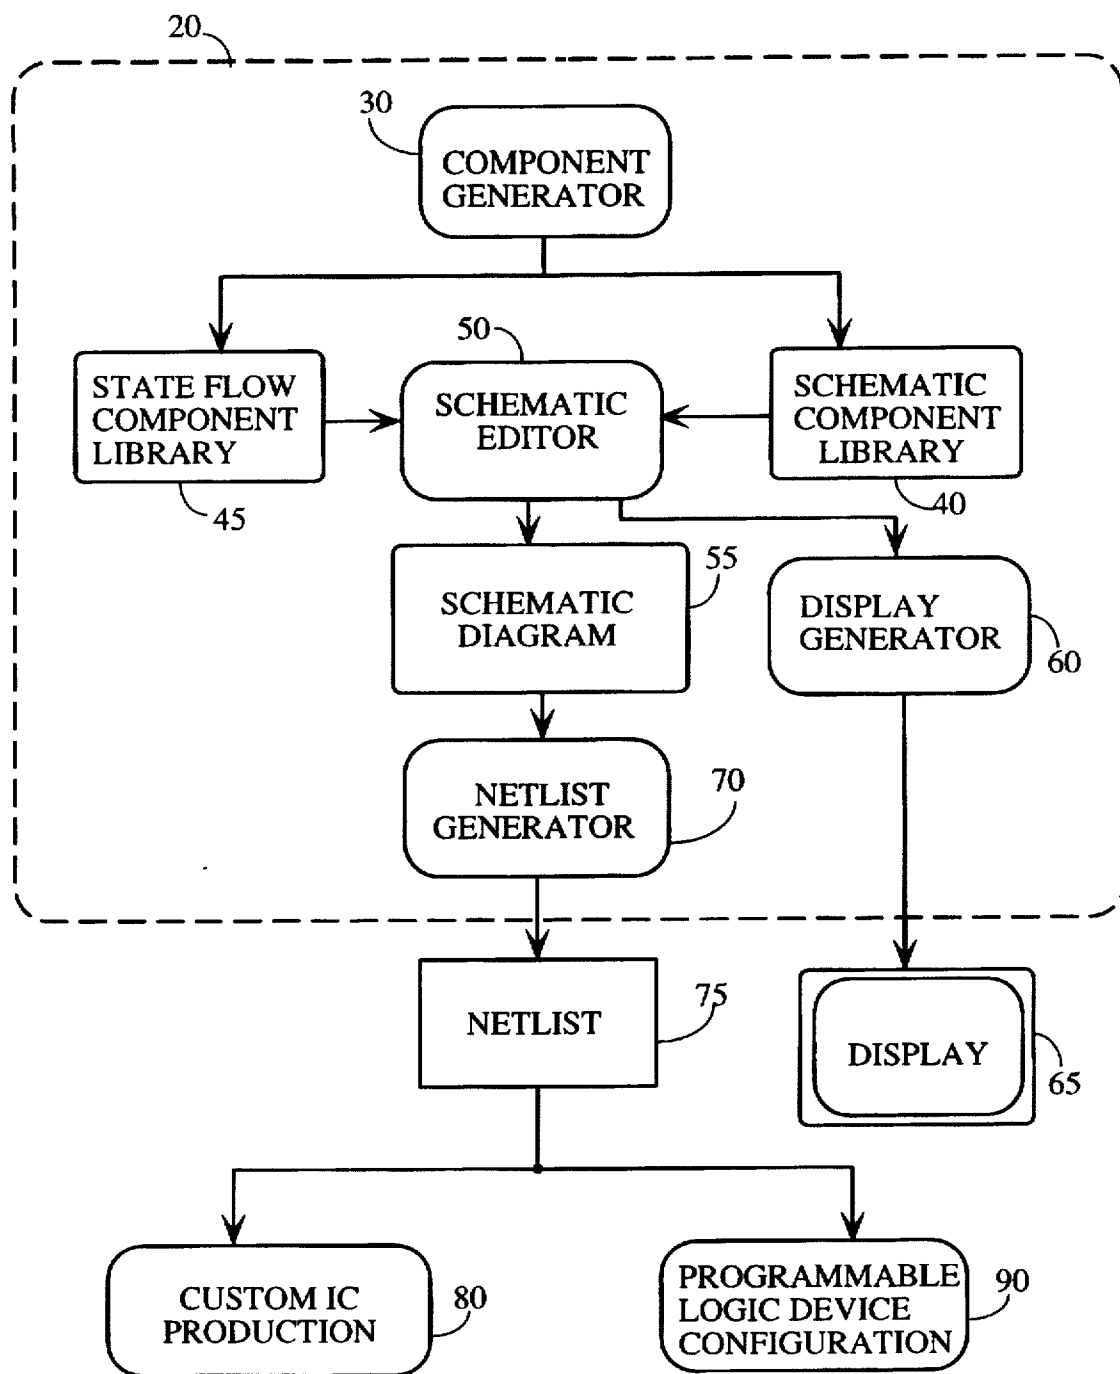 20
30
COMPONENT
GENERATOR
50
STATE FLOW
COMPONENT
LIBRARY
45
SCHEMATIC
EDITOR
SCHEMATIC
COMPONENT
LIBRARY
40
55
SCHEMATIC
DIAGRAM
DISPLAY
GENERATOR
60
70
NETLIST
GENERATOR
75
NETLIST
DISPLAY
65
CUSTOM IC
PRODUCTION
80
PROGRAMMABLE
LOGIC DEVICE
CONFIGURATION
90